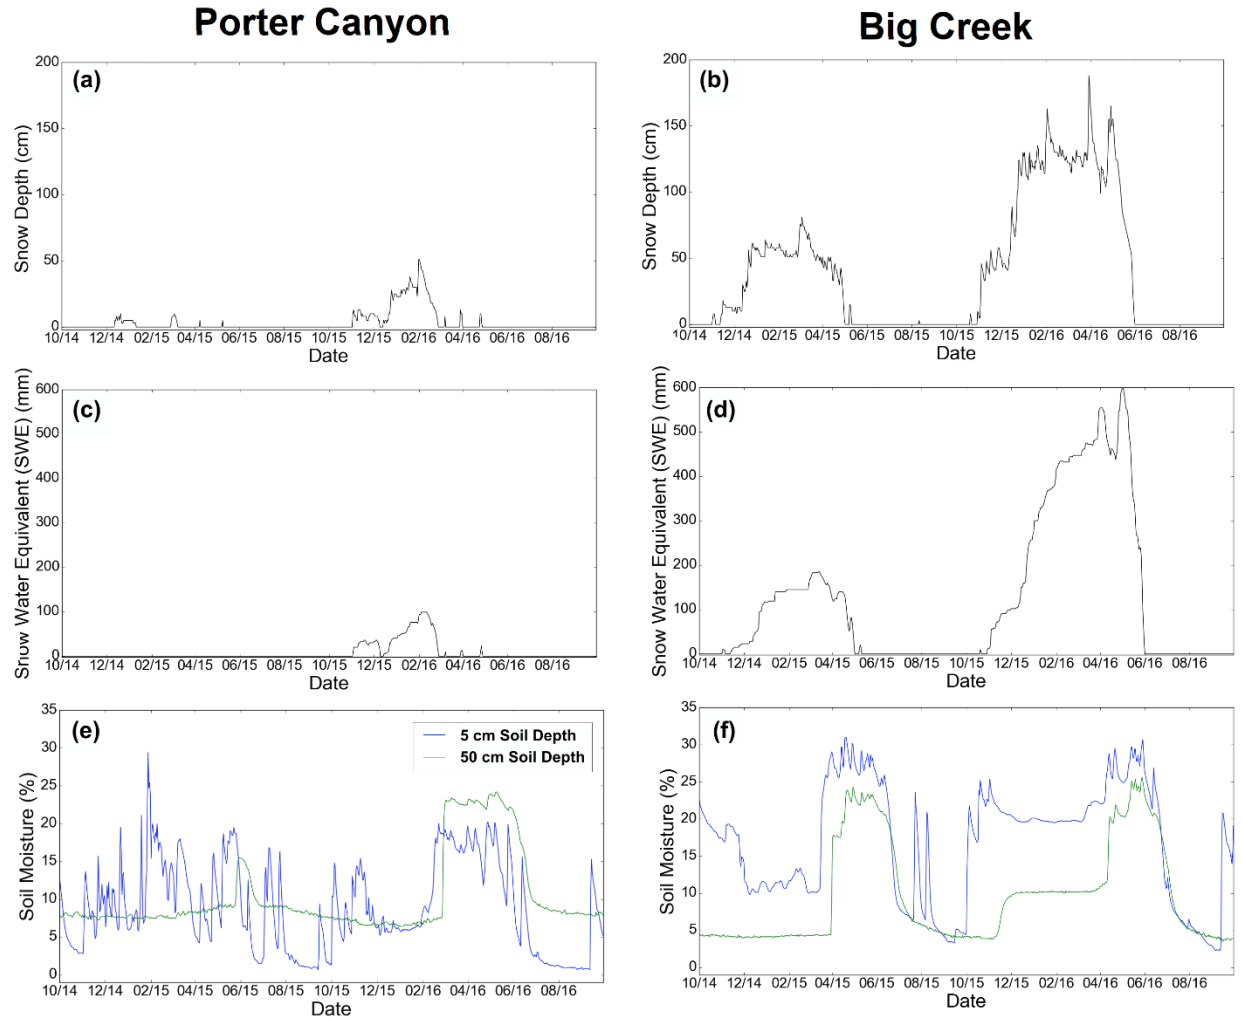 Porter Canyon
Big Creek
(a)
200
150
100
50
0
Snow Depth (cm)
10/14 12/14 02/15 04/15 06/15 10/15 12/15 02/16 04/16 06/16 08/16
Date
(b)
200
150
100
50
0
Snow Depth (cm)
10/14 12/14 02/15 04/15 06/15 08/15 10/15 12/15 02/16 04/16 06/16 08/16
Date
(c)
600
500
400
300
200
100
0
Snow Water Equivalent (SWE) (mm)
10/14 12/14 02/15 04/15 06/15 10/15 12/15 02/16 04/16 06/16 08/16
Date
(d)
600
500
400
300
200
100
0
Snow Water Equivalent (SWE) (mm)
10/14 12/14 02/15 04/15 06/15 08/15 10/15 12/15 02/16 04/16 06/16 08/16
Date
(e)
35
30
25
20
15
10
5
0
Soil Moisture (%)
5 cm Soil Depth
50 cm Soil Depth
10/14 12/14 02/15 04/15 06/15 08/15 10/15 12/15 02/16 04/16 06/16 08/16
Date
(f)
35
30
25
20
15
10
5
0
Soil Moisture (%)
10/14 12/14 02/15 04/15 06/15 08/15 10/15 12/15 02/16 04/16 06/16 08/16
Date